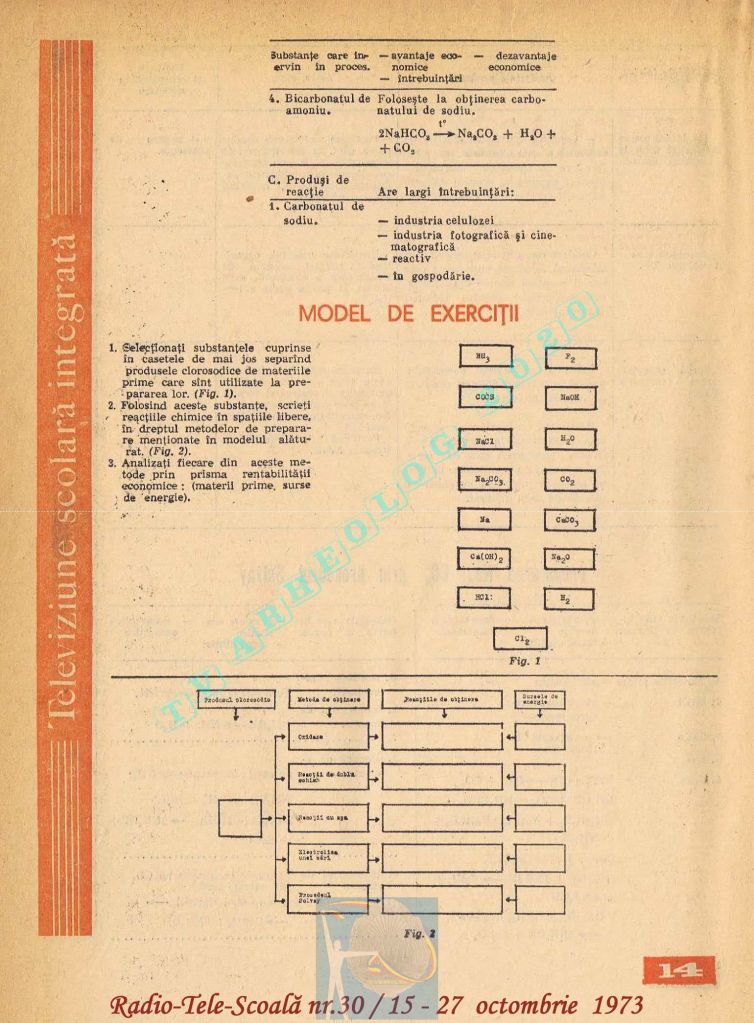 Televiziune școlară integrată
Substanțe care in- — avantaje eco- — dezavantaje
ervin în proces. nomice economice
— întrebuințări
4. Bicarbonatul de Folosește la obținerea carbo-
amoniu. natului de sodiu.
t°
2NaHCO₃ ⟶ Na₂CO₃ + H₂O +
+ CO₂
C. Produși de
reacție Are largi întrebuințări:
1. Carbonatul de
sodiu. — industria celulozei
— industria fotografică și cine-
matografică
— reactiv
— în gospodărie.
MODEL DE EXERCIȚII
1. Selecționați substanțele cuprinse
în casetele de mai jos separînd
produsele clorosodice de materiile
prime care sînt utilizate la pre-
pararea lor. (Fig. 1).
2. Folosind aceste substanțe, scrieți
reacțiile chimice în spațiile libere,
în dreptul metodelor de prepara-
re menționate în modelul alătu-
rat. (Fig. 2).
3. Analizați fiecare din aceste me-
tode prin prisma rentabilității
economice : (materii prime, surse
de energie).
NH₃ F₂
NaOH
NaCl H₂O
Na₂CO₃ CO₂
Na CaCO₃
Ca(OH)₂ Na₂O
HCl: H₂
Cl₂
Fig. 1
TV ARHEOLOG 2020
Produsul clorosodic Metoda de obținere Reacțiile de obținere Sursele de
energie
Oxidare
Reacții de dublu
schimb
Reacții cu apa
Electroliza
unei sări
Procedeul
Solvay
Fig. 2
14
Radio-Tele-Scoală nr.30 / 15 - 27 octombrie 1973